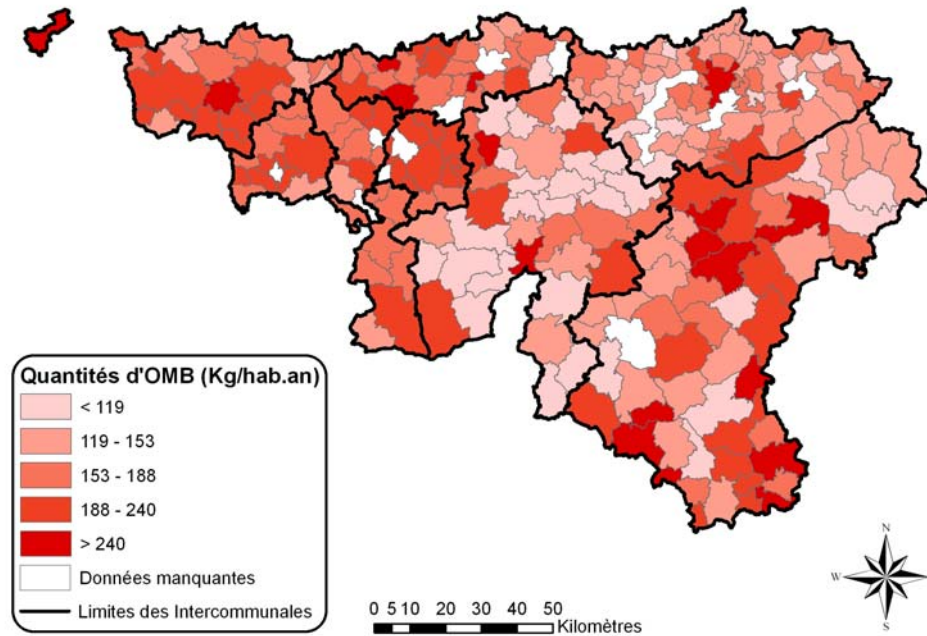 Quantités d'OMB (Kg/hab.an)
< 119
119 - 153
153 - 188
188 - 240
> 240
Données manquantes
Limites des Intercommunales
0 5 10 20 30 40 50
Kilomètres
N
W E
S